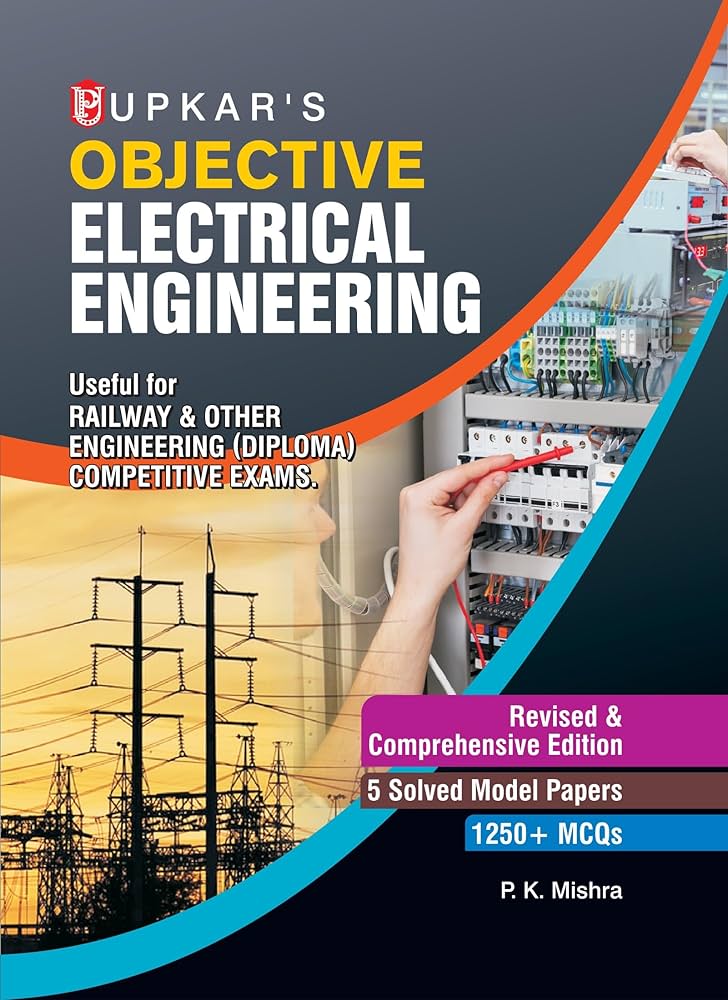 UPKAR'S
OBJECTIVE
ELECTRICAL
ENGINEERING
Useful for
RAILWAY & OTHER
ENGINEERING (DIPLOMA)
COMPETITIVE EXAMS.
Revised &
Comprehensive Edition
5 Solved Model Papers
1250+ MCQs
P. K. Mishra